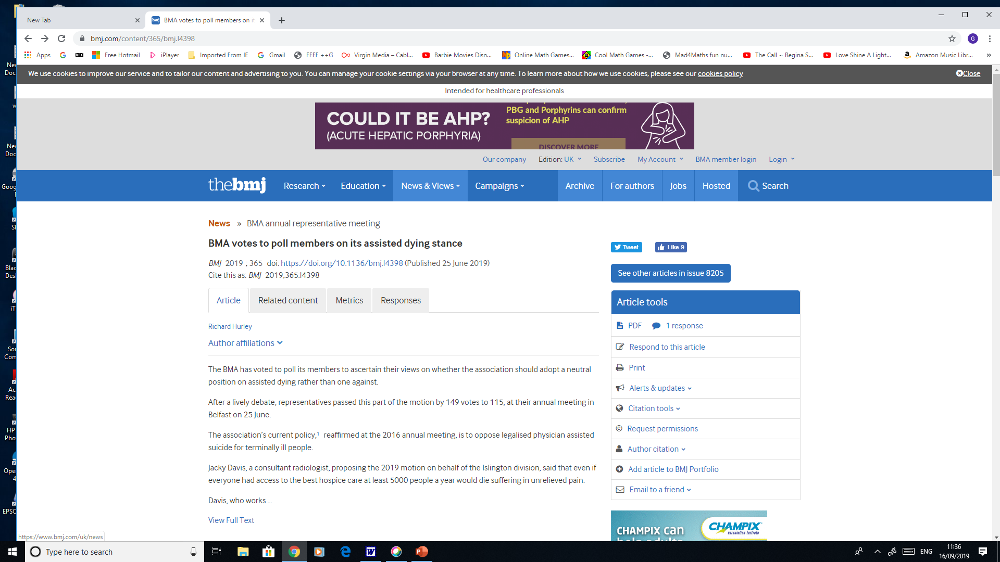 New Tab
BMA votes to poll members on it
bmj.com/content/365/bmj.l4398
G
Apps
BBC
Free Hotmail
iPlayer
Imported From IE
Gmail
FFFF ++G
Virgin Media – Cabl...
Barbie Movies Disn...
Online Math Games...
Cool Math Games -...
Mad4Maths fun nu...
The Call ~ Regina S...
Love Shine A Light...
Amazon Music Libr...
»
We use cookies to improve our service and to tailor our content and advertising to you. You can manage your cookie settings via your browser at any time. To learn more about how we use cookies, please see our cookies policy
Close
Intended for healthcare professionals
COULD IT BE AHP?
(ACUTE HEPATIC PORPHYRIA)
PBG and Porphyrins can confirm
suspicion of AHP
DISCOVER MORE
Our company
Edition: UK
Subscribe
My Account
BMA member login
Login
thebmj
Research
Education
News & Views
Campaigns
Archive
For authors
Jobs
Hosted
Search
News » BMA annual representative meeting
BMA votes to poll members on its assisted dying stance
BMJ 2019 ; 365 doi: https://doi.org/10.1136/bmj.l4398 (Published 25 June 2019)
Cite this as: BMJ 2019;365:l4398
Article
Related content
Metrics
Responses
Richard Hurley
Author affiliations
The BMA has voted to poll its members to ascertain their views on whether the association should adopt a neutral
position on assisted dying rather than one against.
After a lively debate, representatives passed this part of the motion by 149 votes to 115, at their annual meeting in
Belfast on 25 June.
The association's current policy,1 reaffirmed at the 2016 annual meeting, is to oppose legalised physician assisted
suicide for terminally ill people.
Jacky Davis, a consultant radiologist, proposing the 2019 motion on behalf of the Islington division, said that even if
everyone had access to the best hospice care at least 5000 people a year would die suffering in unrelieved pain.
Davis, who works ...
View Full Text
Tweet
Like 9
See other articles in issue 8205
Article tools
PDF
1 response
Respond to this article
Print
Alerts & updates
Citation tools
Request permissions
Author citation
Add article to BMJ Portfolio
Email to a friend
CHAMPIX can
help adults
CHAMPIX
varenicline tartrate
https://www.bmj.com/uk/news
Type here to search
ENG
11:36
16/09/2019